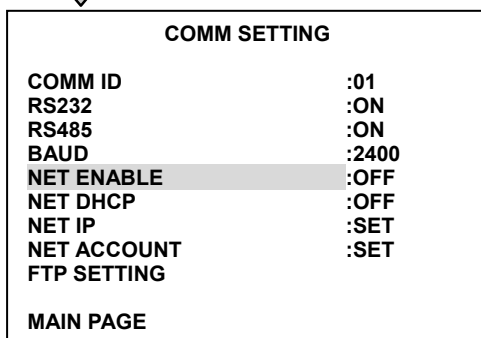 COMM SETTING
COMM ID :01
RS232 :ON
RS485 :ON
BAUD :2400
NET ENABLE :OFF
NET DHCP :OFF
NET IP :SET
NET ACCOUNT :SET
FTP SETTING
MAIN PAGE